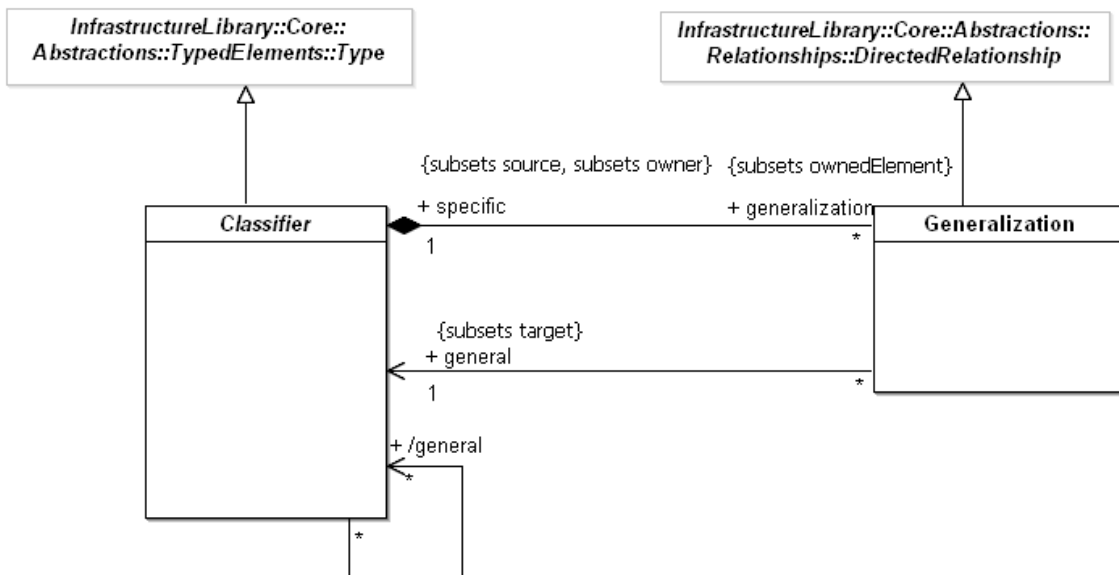 InfrastructureLibrary::Core::
Abstractions::TypedElements::Type
InfrastructureLibrary::Core::Abstractions::
Relationships::DirectedRelationship
{subsets source, subsets owner}
{subsets ownedElement}
Classifier
+ specific
+ generalization
Generalization
1
*
{subsets target}
+ general
1
*
+ /general
*
*